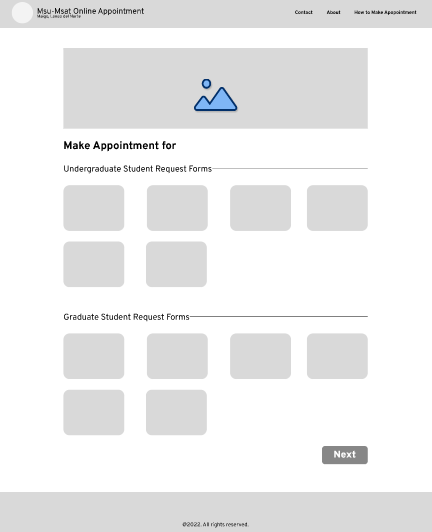 Msu-Msat Online Appointment
Maigo, Lanao del Norte
Contact About How to Make Appointment
Make Appointment for
Undergraduate Student Request Forms
Graduate Student Request Forms
Next
©2022. All rights reserved.